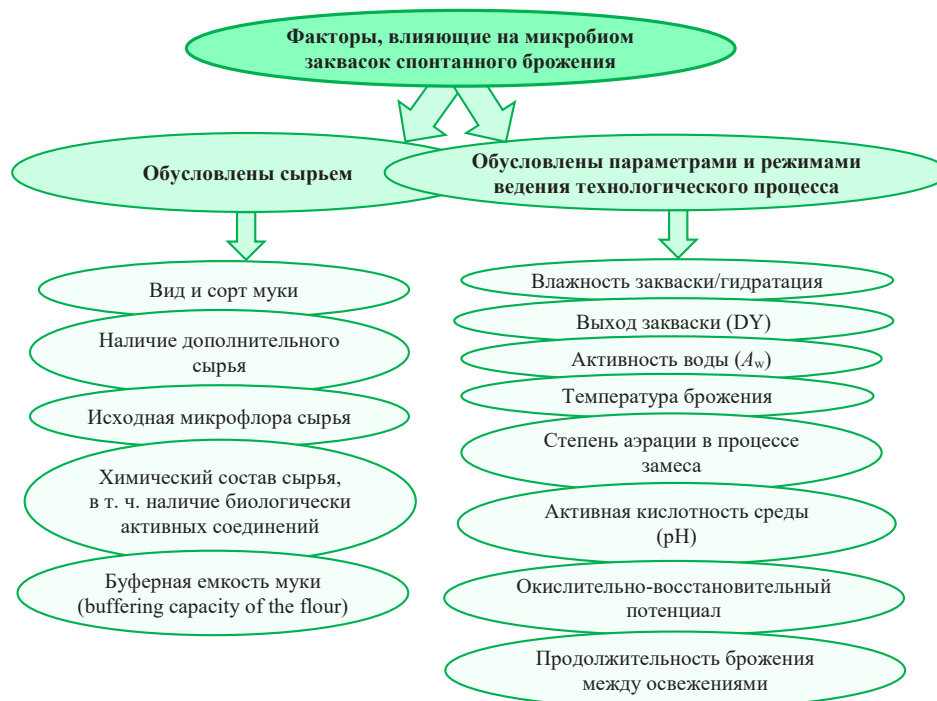 Факторы, влияющие на микробиом
заквасок спонтанного брожения
Обусловлены сырьем
Обусловлены параметрами и режимами
ведения технологического процесса
Вид и сорт муки
Наличие дополнительного
сырья
Исходная микрофлора сырья
Химический состав сырья,
в т. ч. наличие биологически
активных соединений
Буферная емкость муки
(buffering capacity of the flour)
Влажность закваски/гидратация
Выход закваски (DY)
Активность воды (Aw)
Температура брожения
Степень аэрации в процессе
замеса
Активная кислотность среды
(pH)
Окислительно-восстановительный
потенциал
Продолжительность брожения
между освежениями